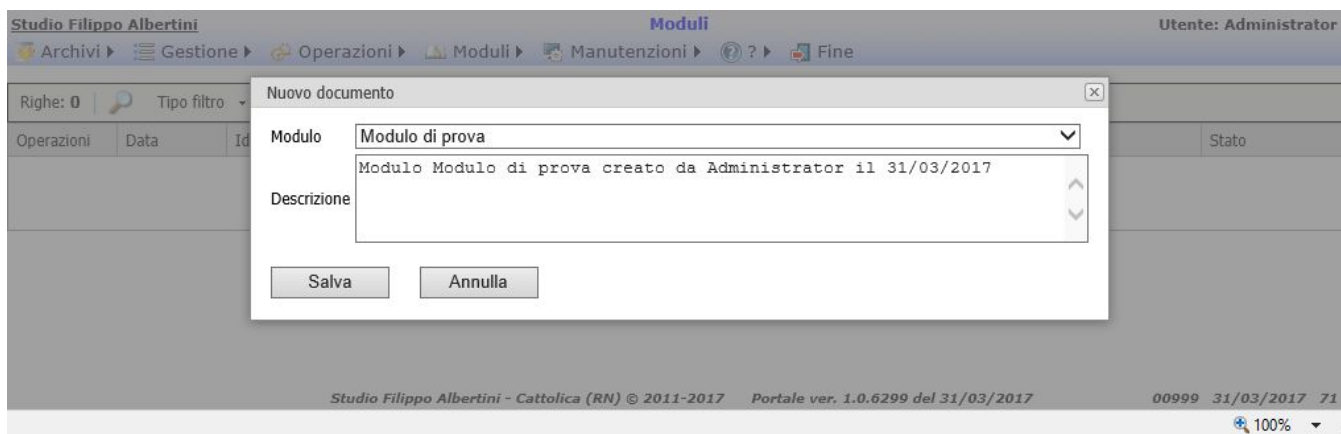 Studio Filippo Albertini Moduli Utente: Administrator
Archivi Gestione Operazioni Moduli Manutenzioni ? Fine
Nuovo documento
Righe: 0 Tipo filtro
Operazioni Data Id Stato
Modulo Modulo di prova
Modulo Modulo di prova creato da Administrator il 31/03/2017
Descrizione
Salva Annulla
Studio Filippo Albertini - Cattolica (RN) © 2011-2017 Portale ver. 1.0.6299 del 31/03/2017 00999 31/03/2017 71
100%